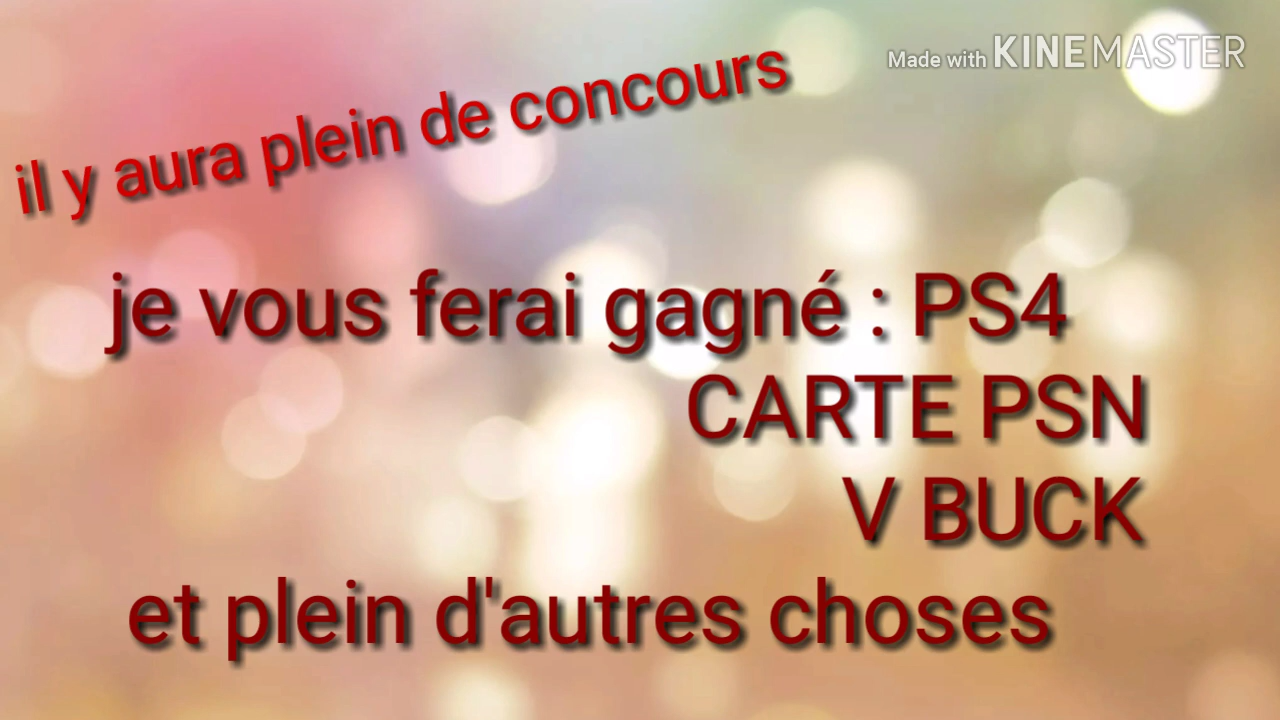 Made with KINEMASTER
il y aura plein de concours
je vous ferai gagné : PS4
CARTE PSN
V BUCK
et plein d'autres choses